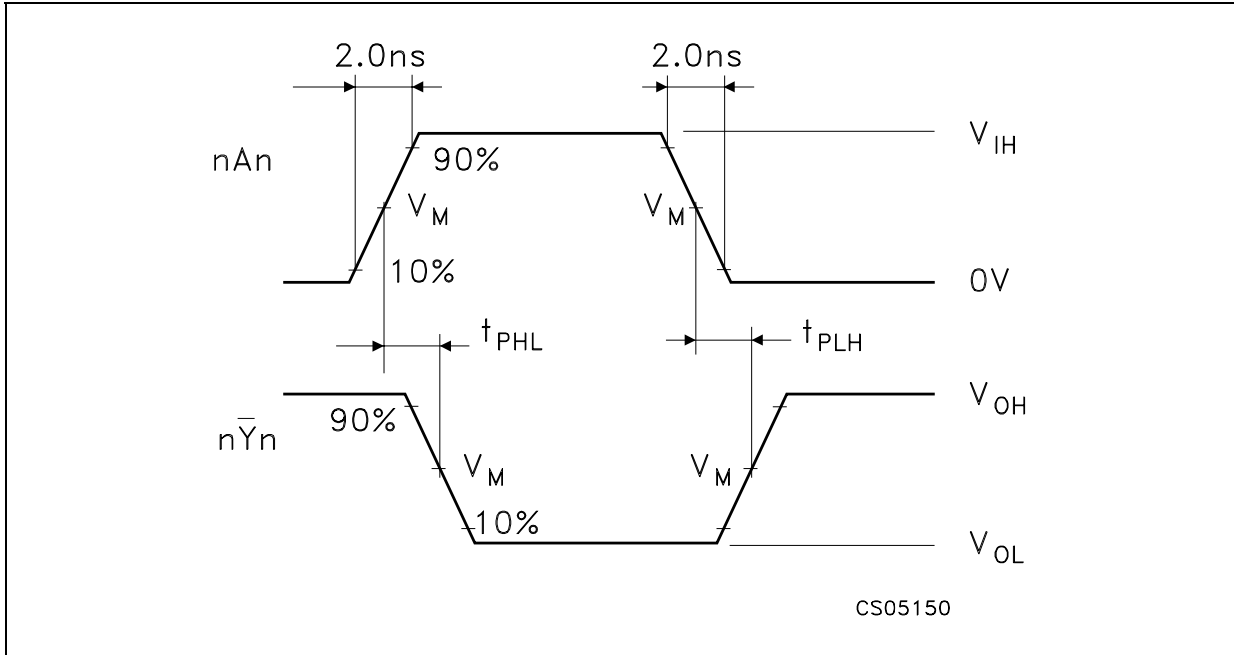 2.0ns 2.0ns
nAn
90%
V_IH
V_M V_M
10%
0V
t_PHL t_PLH
nȲn
90%
V_OH
V_M V_M
10%
V_OL
CS05150